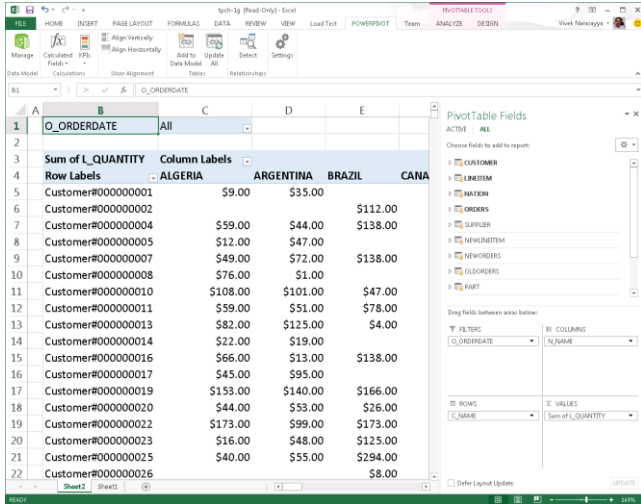 tpch-1g [Read-Only] - Excel
PIVOTTABLE TOOLS
FILE HOME INSERT PAGE LAYOUT FORMULAS DATA REVIEW VIEW Load Test POWERPIVOT Team ANALYZE DESIGN Vivek Narasayya
Manage
Calculated Fields
KPIs
Align Vertically
Align Horizontally
Add to Data Model
Update All
Detect
Settings
Data Model Calculations Slicer Alignment Tables Relationships
B1 fx O_ORDERDATE
A B C D E
1 O_ORDERDATE All
2
3 Sum of L_QUANTITY Column Labels
4 Row Labels ALGERIA ARGENTINA BRAZIL CANA
5 Customer#000000001 $9.00 $35.00
6 Customer#000000002 $112.00
7 Customer#000000004 $59.00 $44.00 $138.00
8 Customer#000000005 $12.00 $47.00
9 Customer#000000007 $49.00 $72.00 $138.00
10 Customer#000000008 $76.00 $1.00
11 Customer#000000010 $108.00 $101.00 $47.00
12 Customer#000000011 $59.00 $51.00 $78.00
13 Customer#000000013 $82.00 $125.00 $4.00
14 Customer#000000014 $22.00 $19.00
15 Customer#000000016 $66.00 $13.00 $138.00
16 Customer#000000017 $45.00 $95.00
17 Customer#000000019 $153.00 $140.00 $166.00
18 Customer#000000020 $44.00 $53.00 $26.00
19 Customer#000000022 $173.00 $99.00 $173.00
20 Customer#000000023 $16.00 $48.00 $125.00
21 Customer#000000025 $40.00 $55.00 $294.00
22 Customer#000000026 $8.00
Sheet2 Sheet1
READY
160%
PivotTable Fields
ACTIVE ALL
Choose fields to add to report:
CUSTOMER
LINEITEM
NATION
ORDERS
SUPPLIER
NEWLINEITEM
NEWORDERS
OLDORDERS
PART
Drag fields between areas below:
FILTERS
O_ORDERDATE
COLUMNS
N_NAME
ROWS
C_NAME
Σ VALUES
Sum of L_QUANTITY
Defer Layout Update
UPDATE